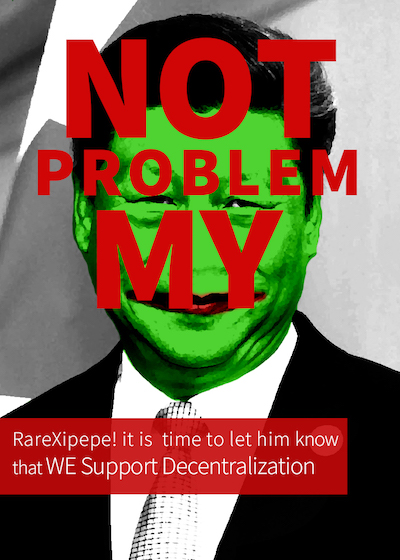 NOT
PROBLEM
MY
RareXipepe! it is time to let him know
that WE Support Decentralization